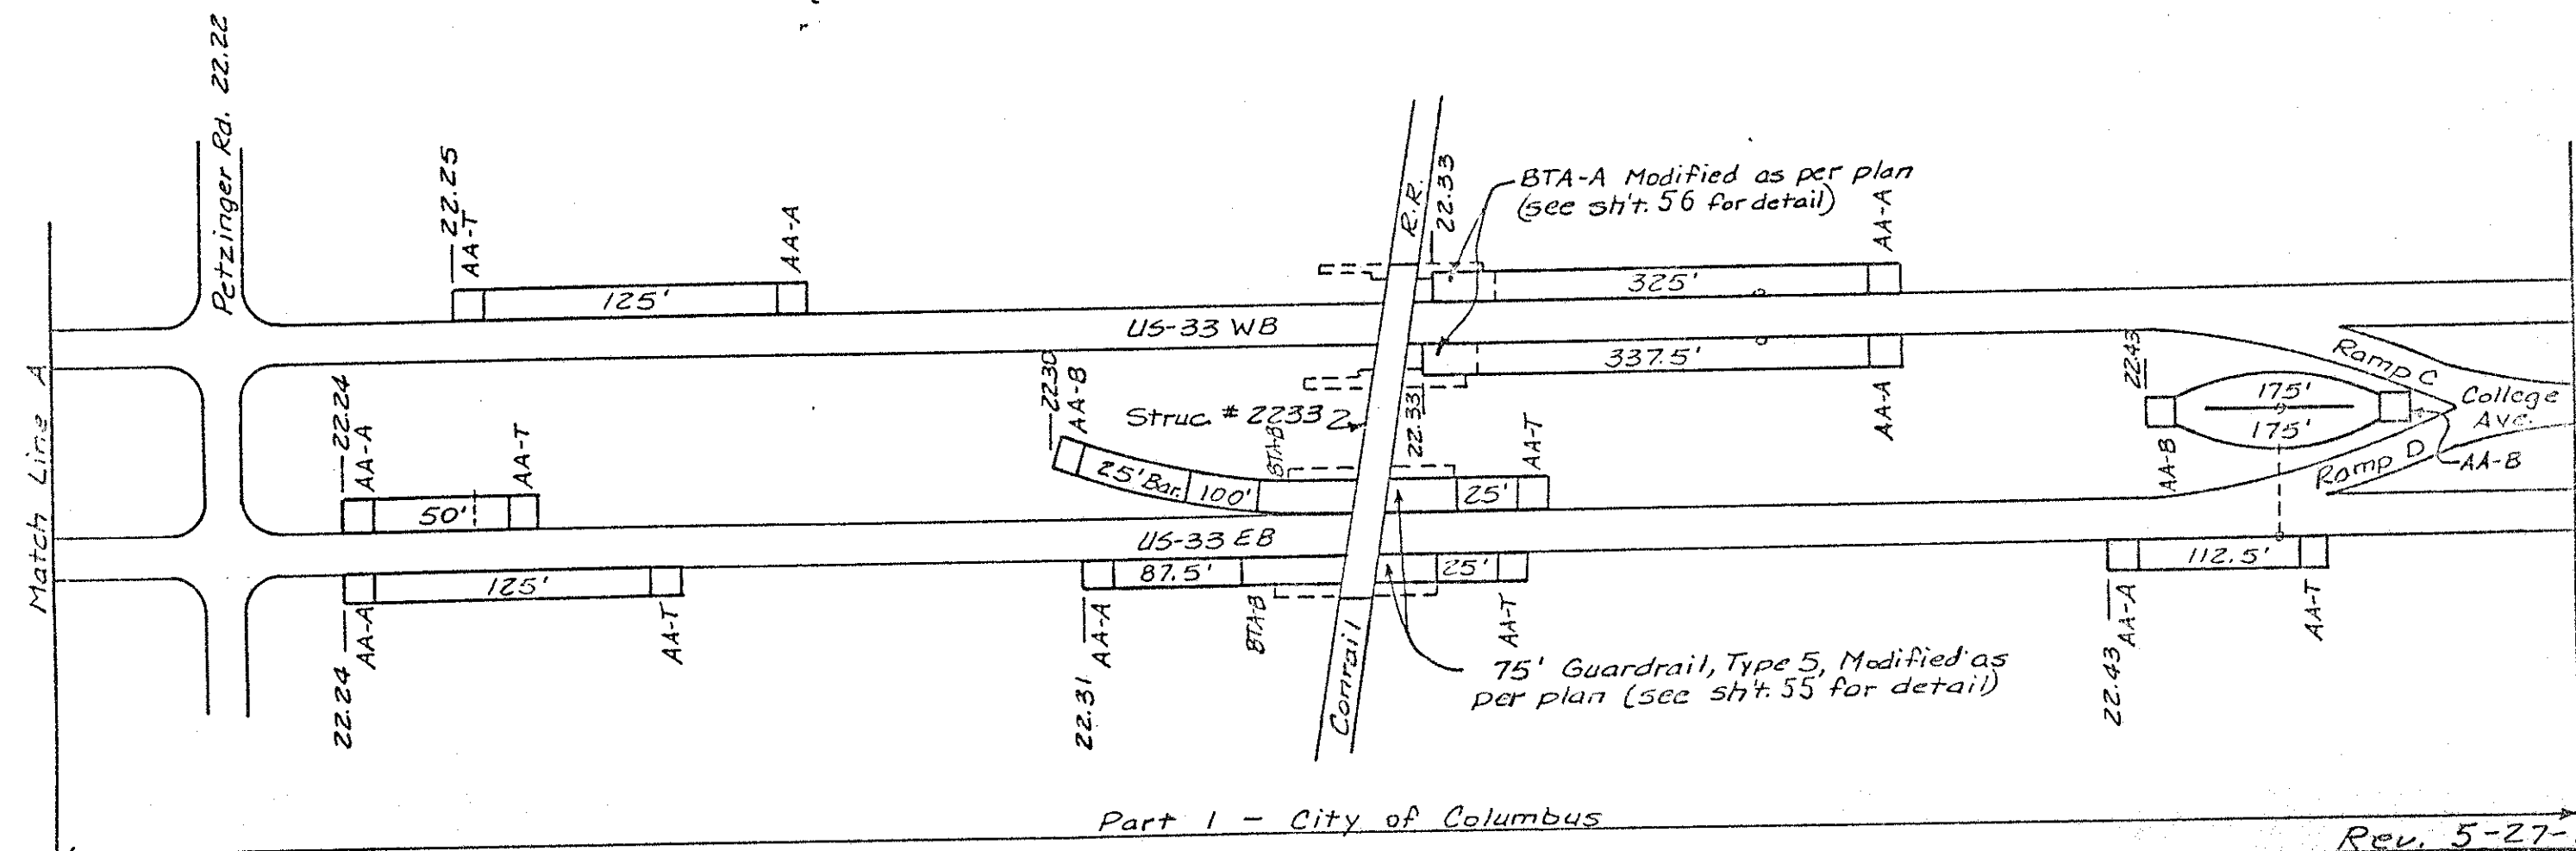 Petzinger Rd. 22.22
22.25
AA-T
AA-A
125'
R.R.
22.33
BTA-A Modified as per plan
(see sh't. 56 for detail)
AA-A
325'
US-33 WB
337.5'
AA-A
Match Line A
22.24
AA-A
AA-T
50'
2230
AA-B
Struc. # 22332
22.33
BTA-B
AA-T
25' Bar.
100'
25'
22.43
AA-B
175'
175'
Ramp C
College
Ave.
Ramp D
AA-B
US-33 EB
125'
22.24
AA-A
AA-T
87.5'
25'
22.31
AA-A
BTA-B
AA-T
Conrail
75' Guardrail, Type 5, Modified as
per plan (see sh't. 55 for detail)
112.5'
22.43
AA-A
AA-T
Part 1 - City of Columbus
Rev. 5-27-